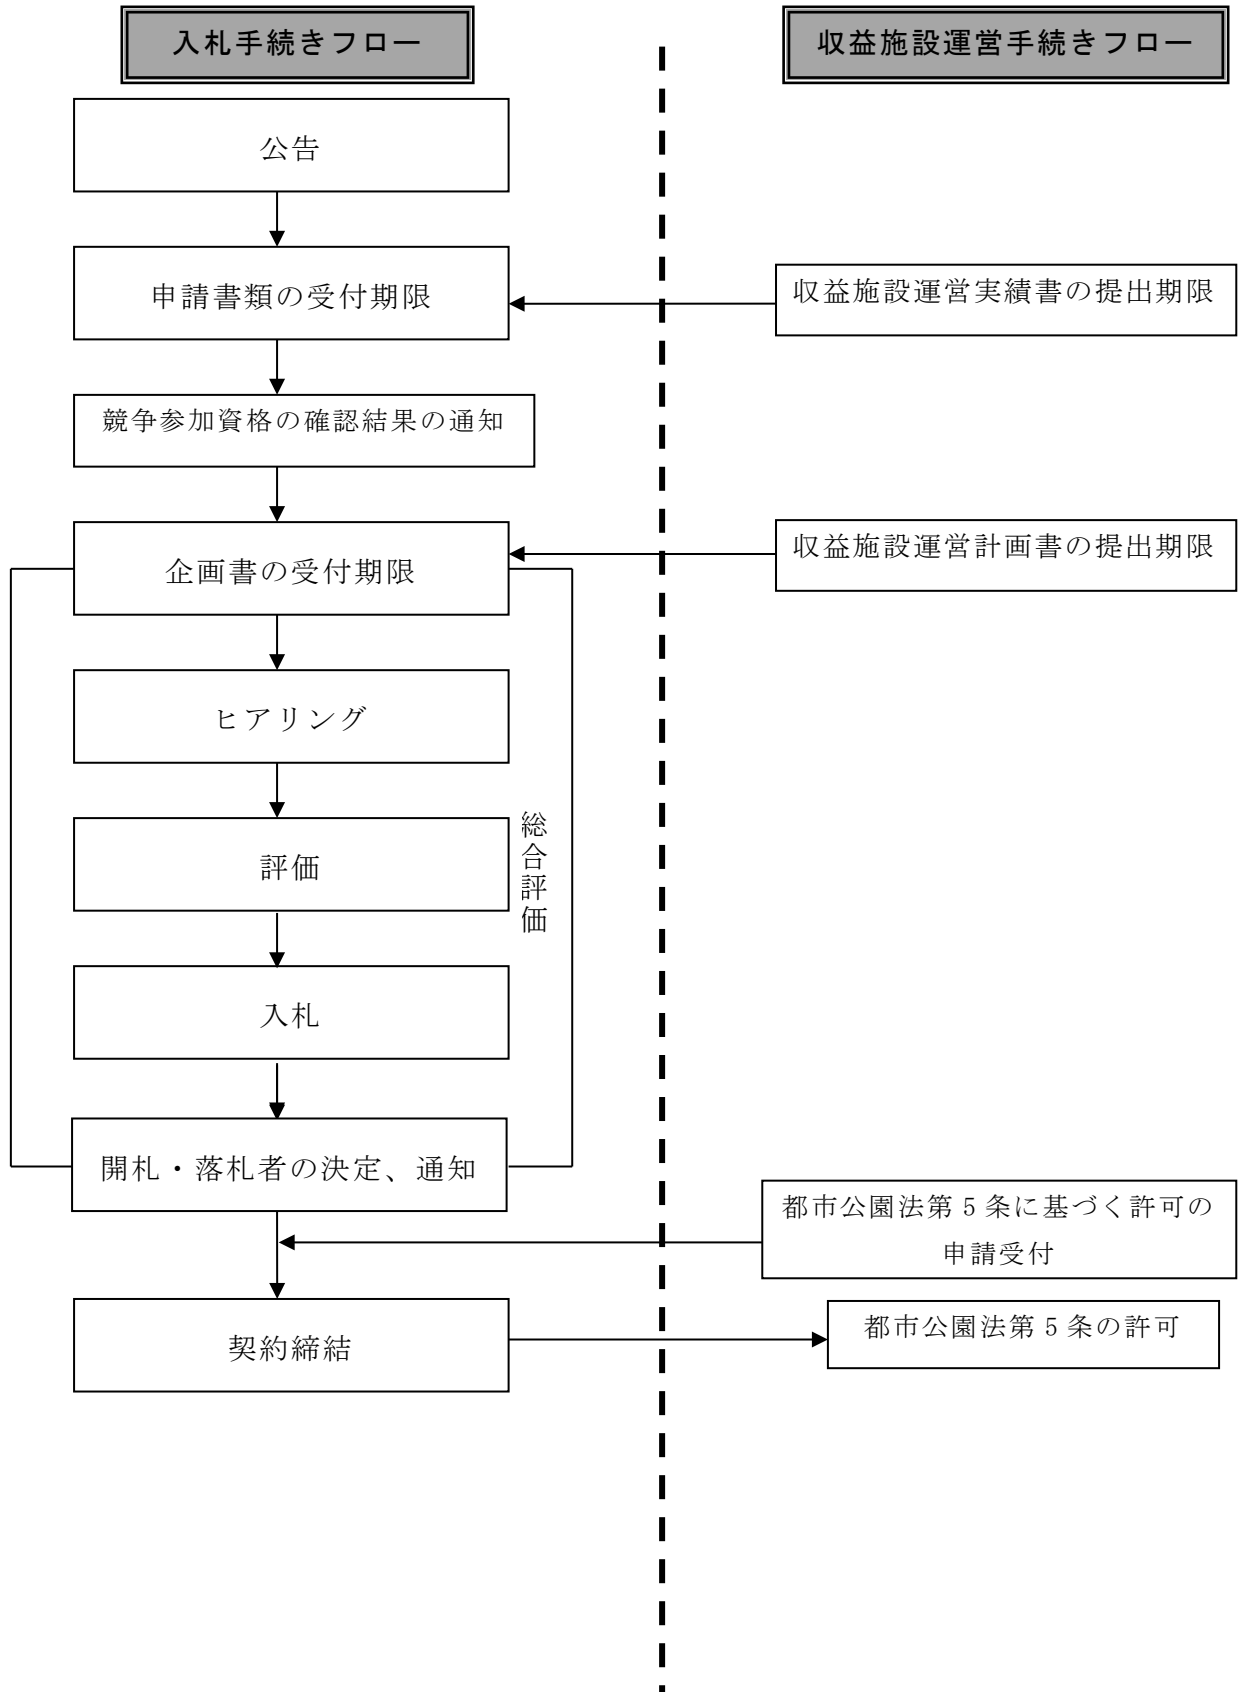 入札手続きフロー
収益施設運営手続きフロー
公告
申請書類の受付期限
収益施設運営実績書の提出期限
競争参加資格の確認結果の通知
企画書の受付期限
収益施設運営計画書の提出期限
ヒアリング
評価
総合評価
入札
開札・落札者の決定、通知
都市公園法第5条に基づく許可の
申請受付
契約締結
都市公園法第5条の許可